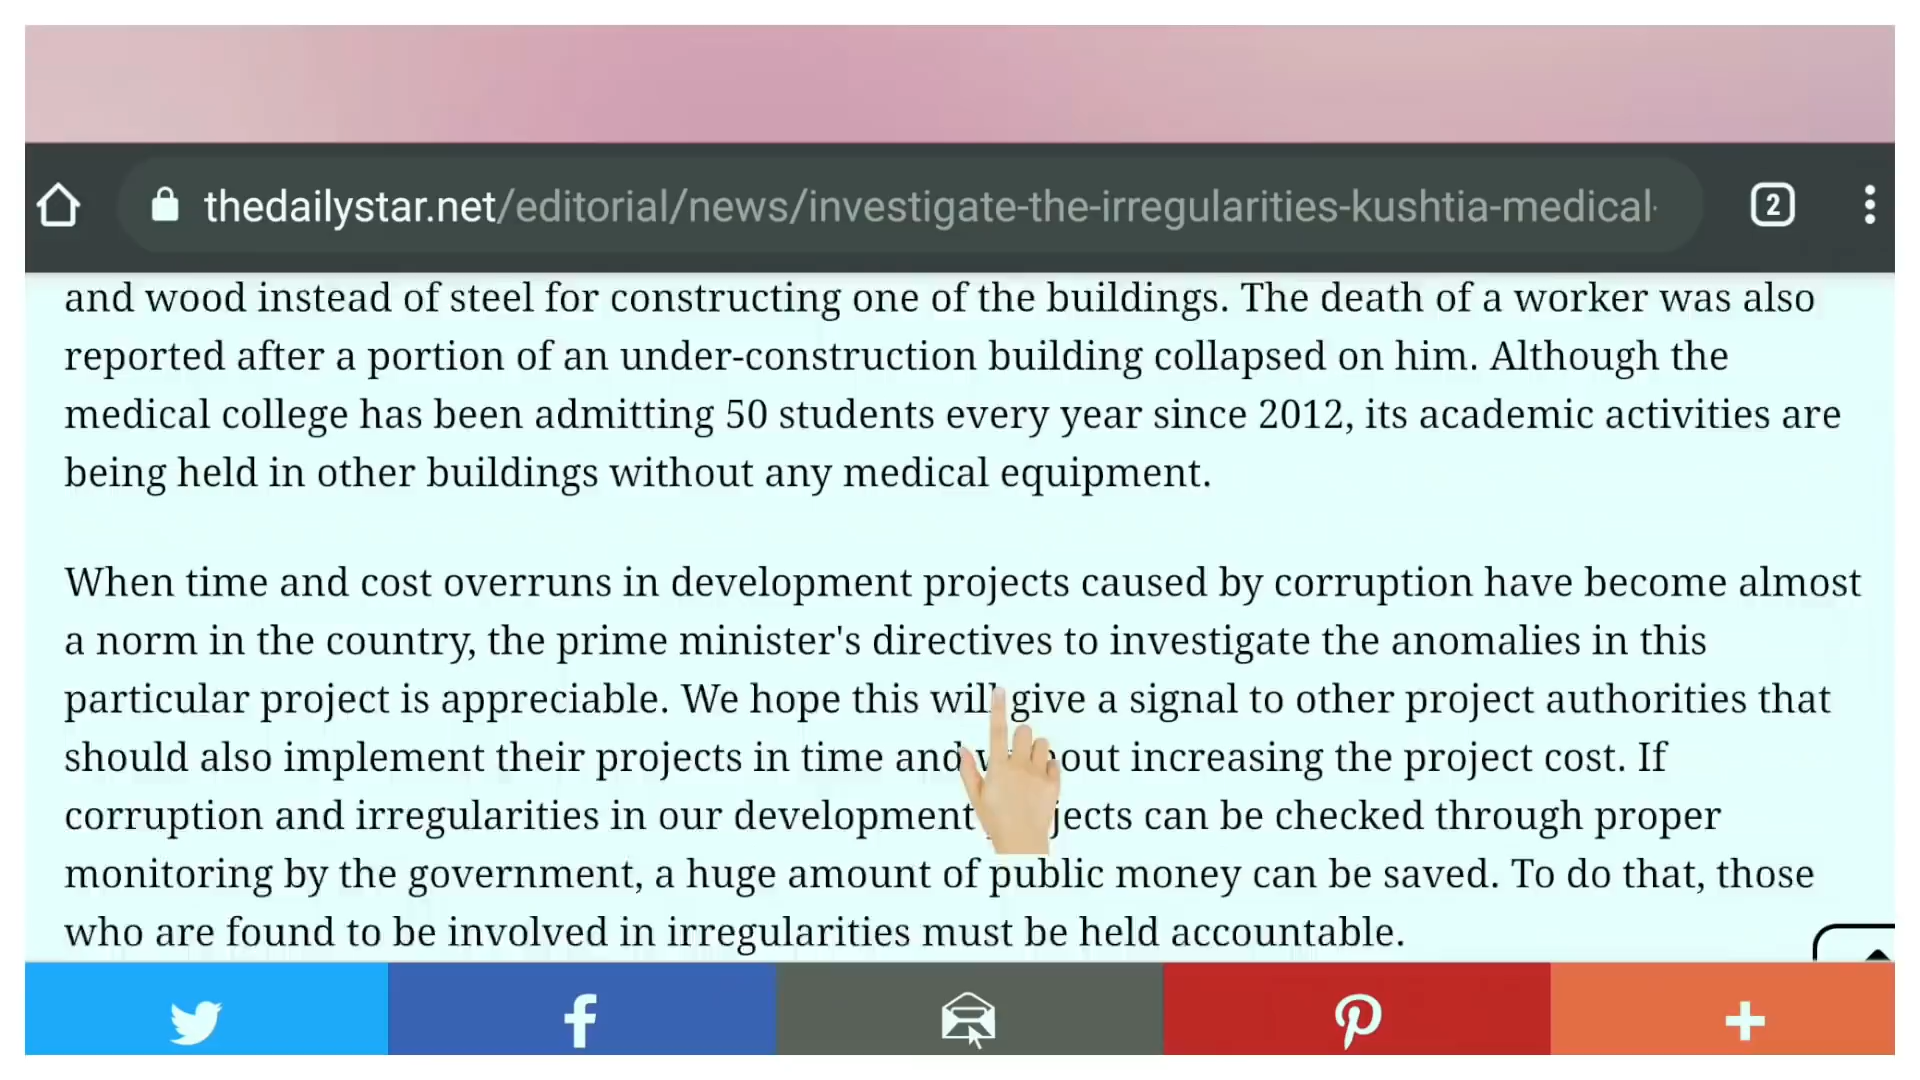 thedailystar.net/editorial/news/investigate-the-irregularities-kushtia-medical-
2
and wood instead of steel for constructing one of the buildings. The death of a worker was also
reported after a portion of an under-construction building collapsed on him. Although the
medical college has been admitting 50 students every year since 2012, its academic activities are
being held in other buildings without any medical equipment.
When time and cost overruns in development projects caused by corruption have become almost
a norm in the country, the prime minister's directives to investigate the anomalies in this
particular project is appreciable. We hope this will give a signal to other project authorities that
should also implement their projects in time and increasing the project cost. If
corruption and irregularities in our development can be checked through proper
monitoring by the government, a huge amount of public money can be saved. To do that, those
who are found to be involved in irregularities must be held accountable.